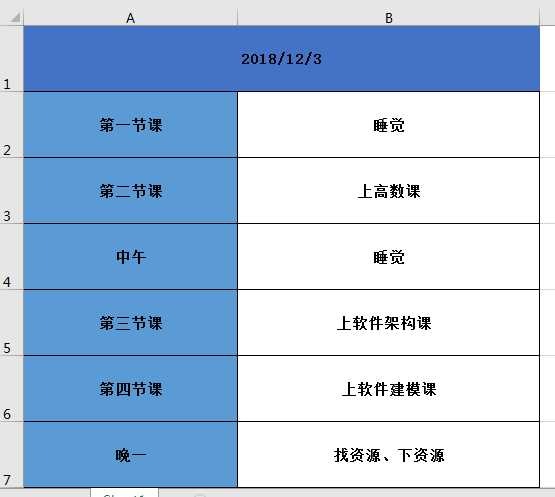 A B
1 2018/12/3
2 第一节课 睡觉
3 第二节课 上高数课
4 中午 睡觉
5 第三节课 上软件架构课
6 第四节课 上软件建模课
7 晚一 找资源、下资源